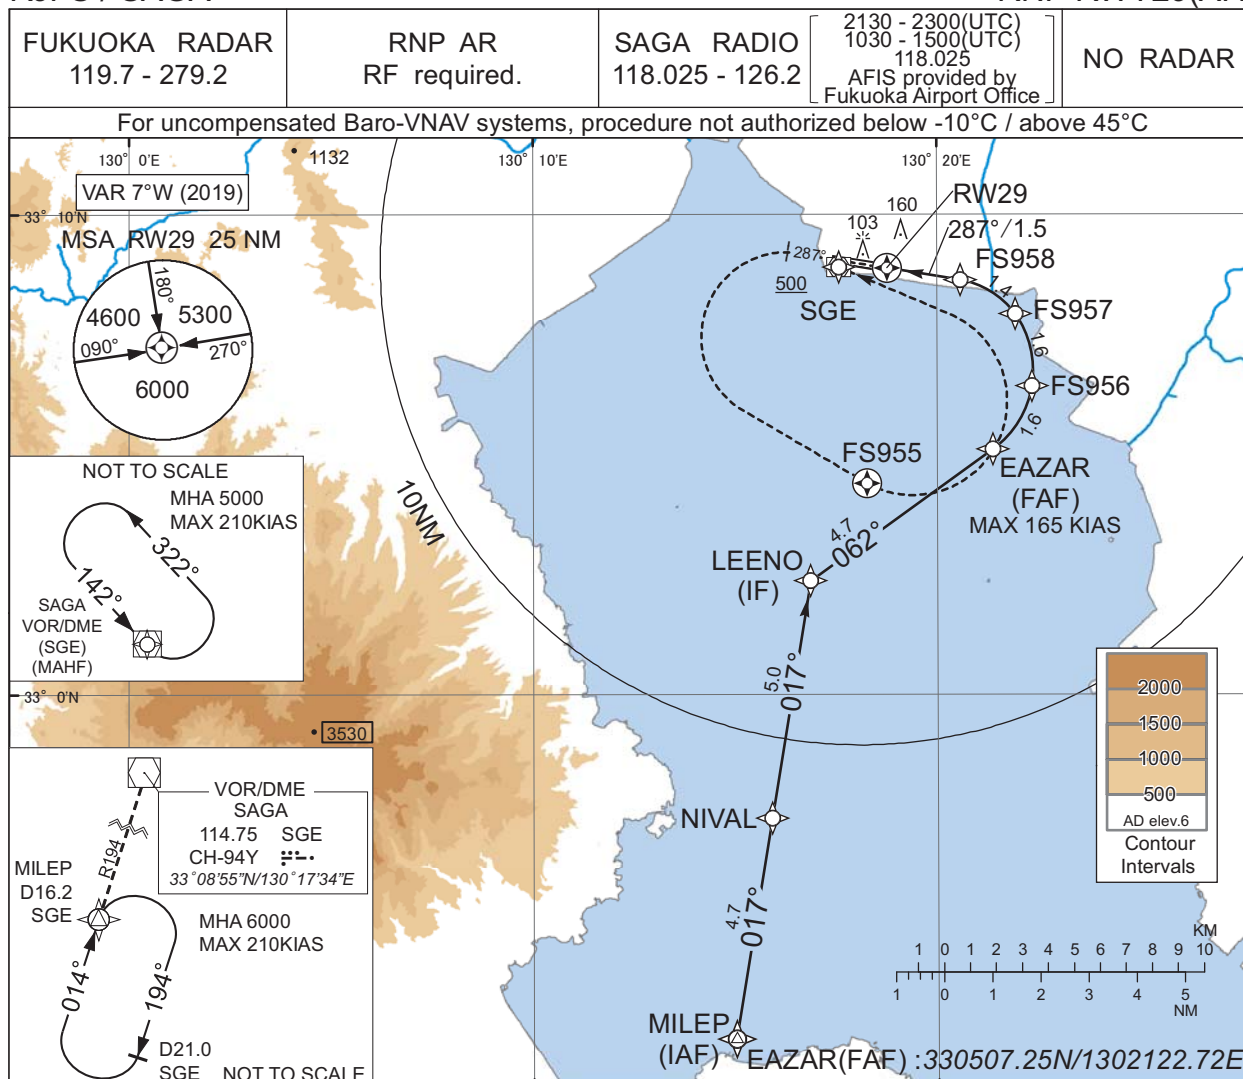 FUKUOKA RADAR
119.7 - 279.2
RNP AR
RF required.
SAGA RADIO
118.025 - 126.2
2130 - 2300(UTC)
1030 - 1500(UTC)
118.025
AFIS provided by
Fukuoka Airport Office
NO RADAR
For uncompensated Baro-VNAV systems, procedure not authorized below -10°C / above 45°C
130° 0'E
130° 10'E
130° 20'E
1132
VAR 7°W (2019)
33° 10'N
MSA RW29 25 NM
180°
4600
5300
090°
270°
6000
RW29
160
103
287°/1.5
287°
FS958
500
SGE
1.4
FS957
1.6
FS956
1.6
FS955
EAZAR
(FAF)
MAX 165 KIAS
10NM
4.7
062°
LEENO
(IF)
NOT TO SCALE
MHA 5000
MAX 210KIAS
322°
142°
SAGA
VOR/DME
(SGE)
(MAHF)
5.0
017°
33° 0'N
3530
2000
1500
1000
500
AD elev.6
Contour
Intervals
VOR/DME
SAGA
114.75 SGE
CH-94Y
33°08'55"N/130°17'34"E
R194
MILEP
D16.2
SGE
MHA 6000
MAX 210KIAS
014°
194°
D21.0
SGE
NOT TO SCALE
NIVAL
4.7
017°
KM
1 0 1 2 3 4 5 6 7 8 9 10
1 0 1 2 3 4 5
NM
MILEP
(IAF)
EAZAR(FAF) :330507.25N/1302122.72E